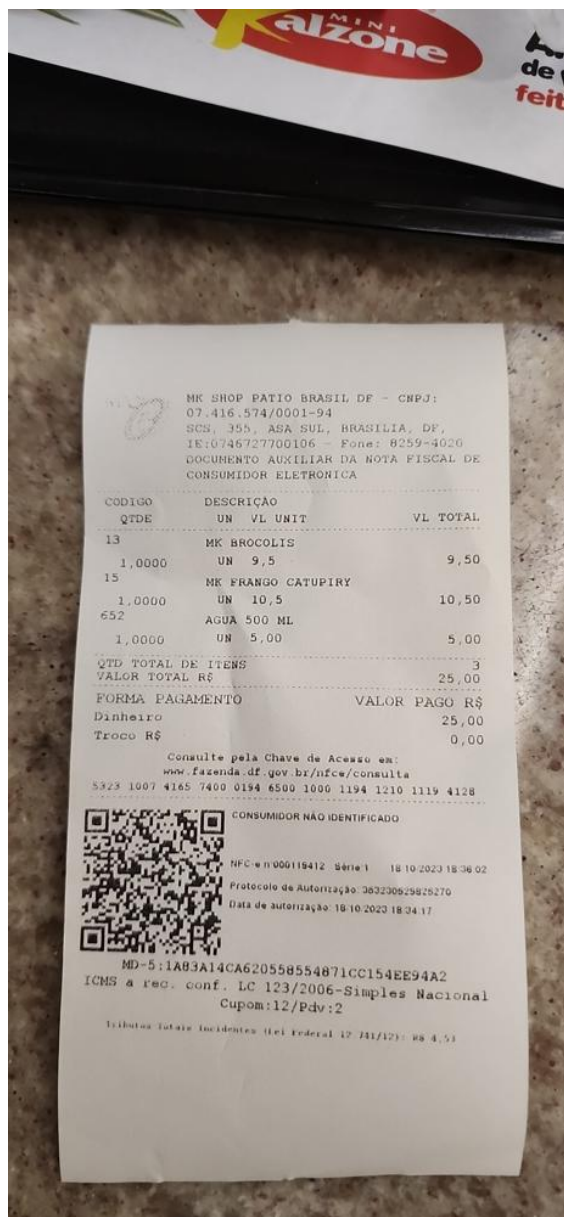 MINI
Kalzone
de
feit
MK SHOP PATIO BRASIL DF - CNPJ:
07.416.574/0001-94
SCS, 355, ASA SUL, BRASILIA, DF,
IE:0746727700106 - Fone: 8259-4020
DOCUMENTO AUXILIAR DA NOTA FISCAL DE
CONSUMIDOR ELETRONICA
CODIGO DESCRIÇÃO
QTDE UN VL UNIT VL TOTAL
13 MK BROCOLIS
1,0000 UN 9,5 9,50
15 MK FRANGO CATUPIRY
1,0000 UN 10,5 10,50
652 AGUA 500 ML
1,0000 UN 5,00 5,00
QTD TOTAL DE ITENS 3
VALOR TOTAL R$ 25,00
FORMA PAGAMENTO VALOR PAGO R$
Dinheiro 25,00
Troco R$ 0,00
Consulte pela Chave de Acesso em:
www.fazenda.df.gov.br/nfce/consulta
5323 1007 4165 7400 0194 6500 1000 1194 1210 1119 4128
CONSUMIDOR NÃO IDENTIFICADO
NFC-e nº000119412 Série 1 18/10/2023 18:36:02
Protocolo de Autorização: 353230629825270
Data de autorização: 18/10/2023 18:34:17
MD-5:1A83A14CA620558554871CC154EE94A2
ICMS a rec. conf. LC 123/2006-Simples Nacional
Cupom:12/Pdv:2
Tributos Totais Incidentes (Lei Federal 12.741/12): R$ 4,53